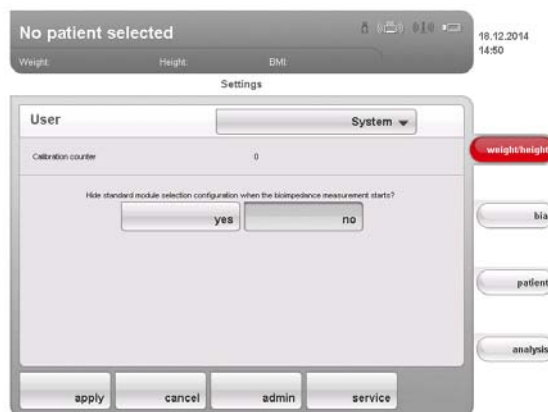 No patient selected
18.12.2014
14:50
Weight: Height: BMI:
Settings
User System
Calibration counter 0
weight/height
Hide standard module selection configuration when the bioimpedance measurement starts?
yes no
bia
patient
analysis
apply cancel admin service